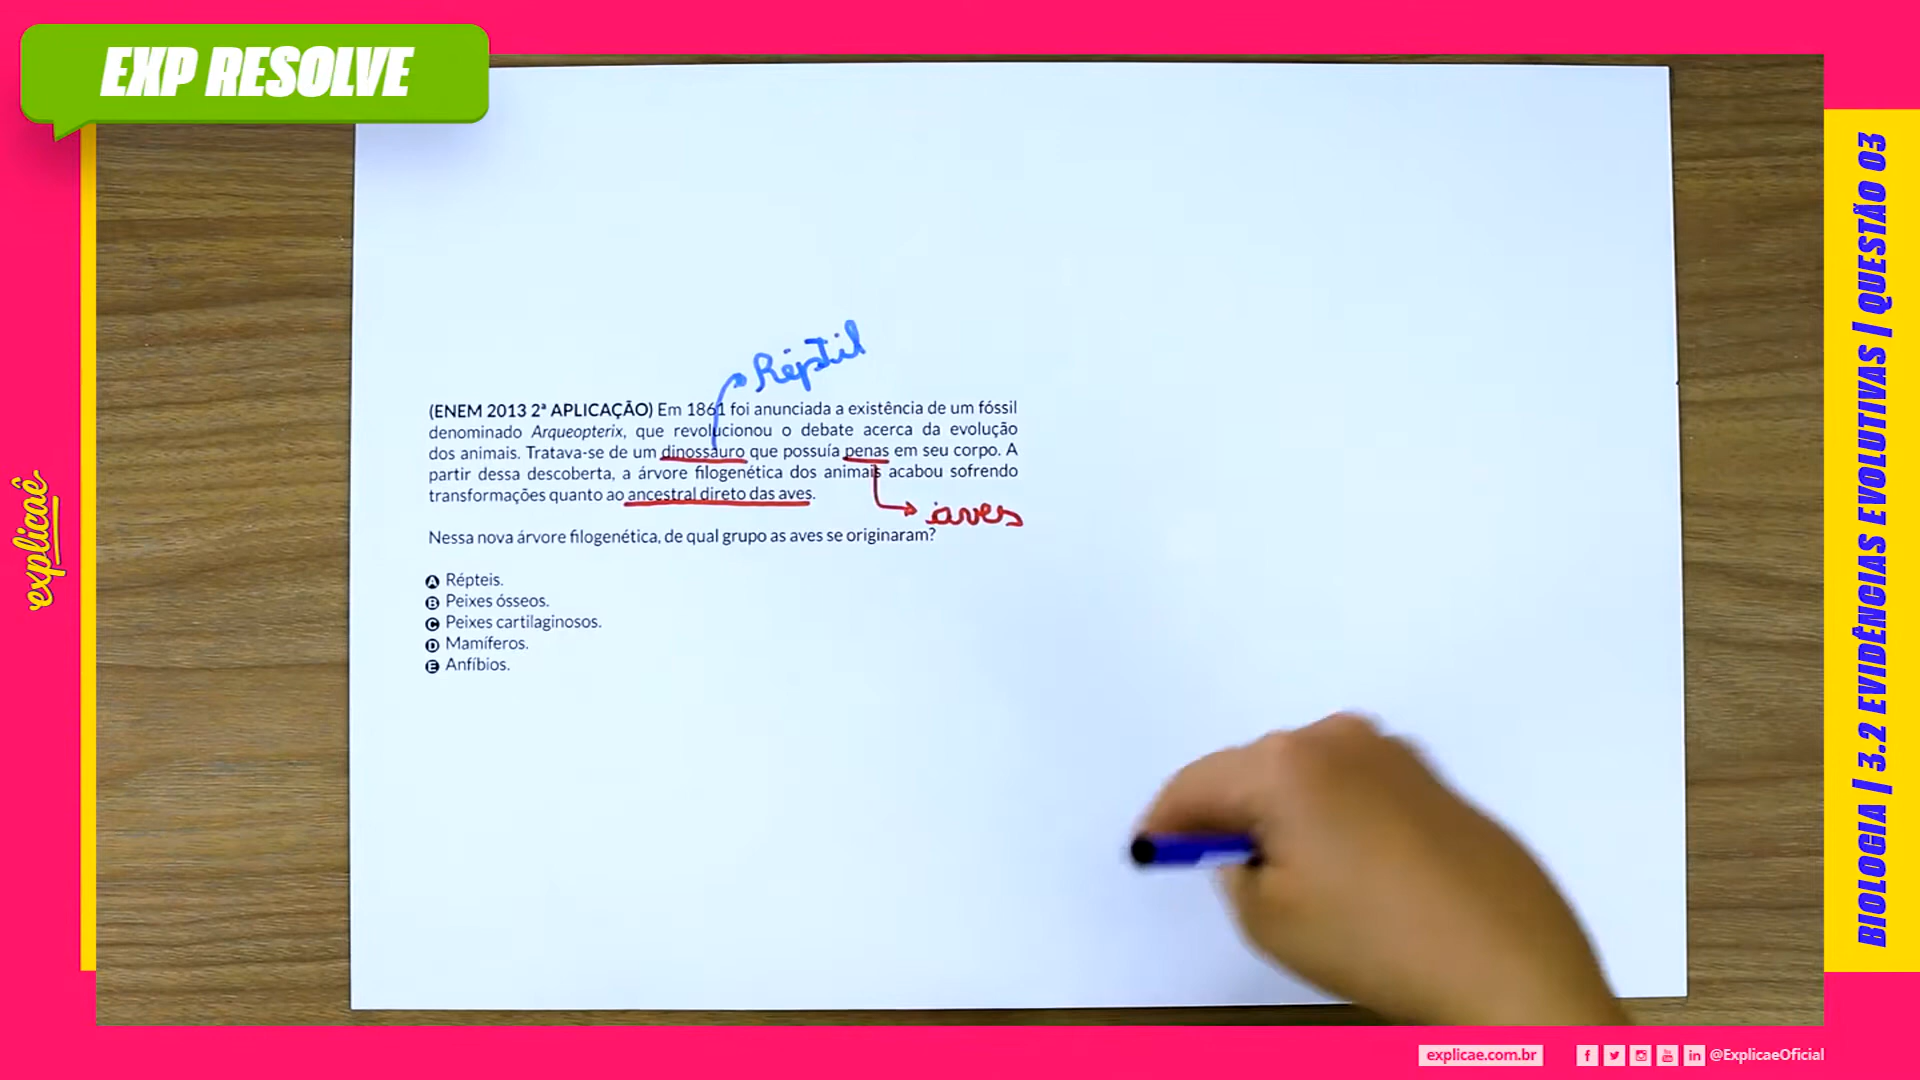 EXP RESOLVE
Réptil
(ENEM 2013 2ª APLICAÇÃO) Em 1861 foi anunciada a existência de um fóssil
denominado Arqueopterix, que revolucionou o debate acerca da evolução
dos animais. Tratava-se de um dinossauro que possuía penas em seu corpo. A
partir dessa descoberta, a árvore filogenética dos animais acabou sofrendo
transformações quanto ao ancestral direto das aves.
aves
Nessa nova árvore filogenética, de qual grupo as aves se originaram?
A Répteis.
B Peixes ósseos.
C Peixes cartilaginosos.
D Mamíferos.
E Anfíbios.
explicaê
BIOLOGIA | 3.2 EVIDÊNCIAS EVOLUTIVAS | QUESTÃO 03
explicae.com.br
@ExplicaeOficial